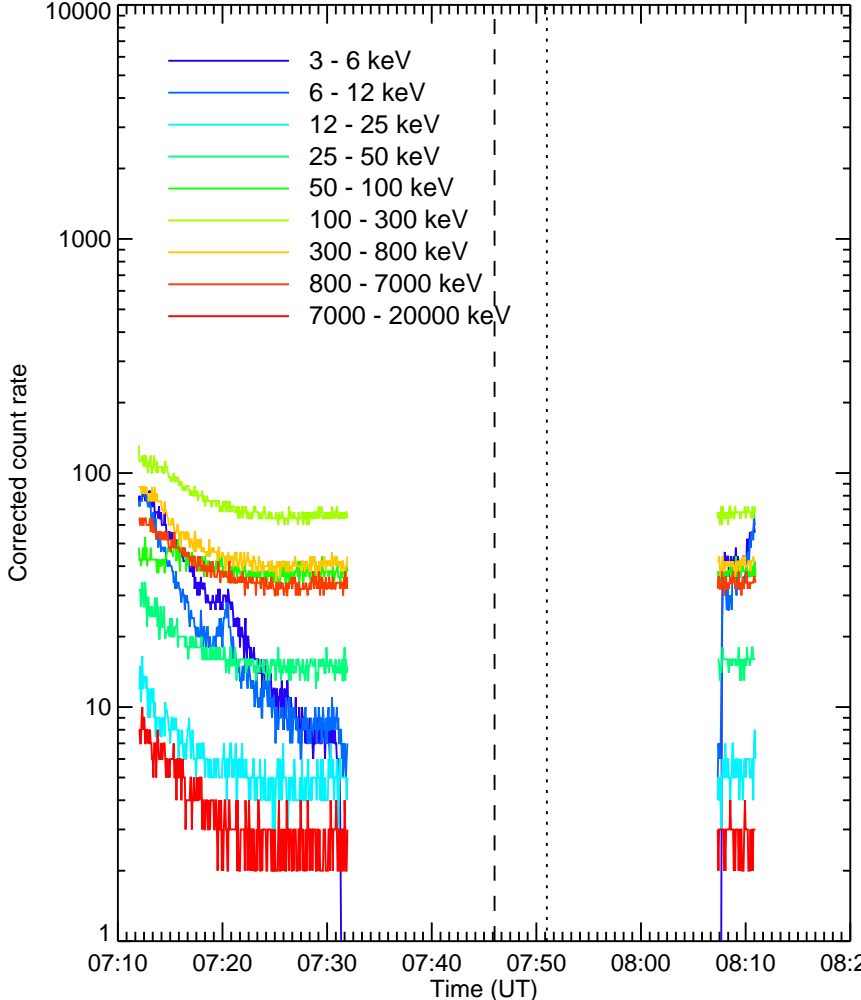 10000
3 - 6 keV
6 - 12 keV
12 - 25 keV
25 - 50 keV
50 - 100 keV
100 - 300 keV
1000
300 - 800 keV
800 - 7000 keV
7000 - 20000 keV
Corrected count rate
100
10
1
07:10 07:20 07:30 07:40 07:50 08:00 08:10 08:2
Time (UT)